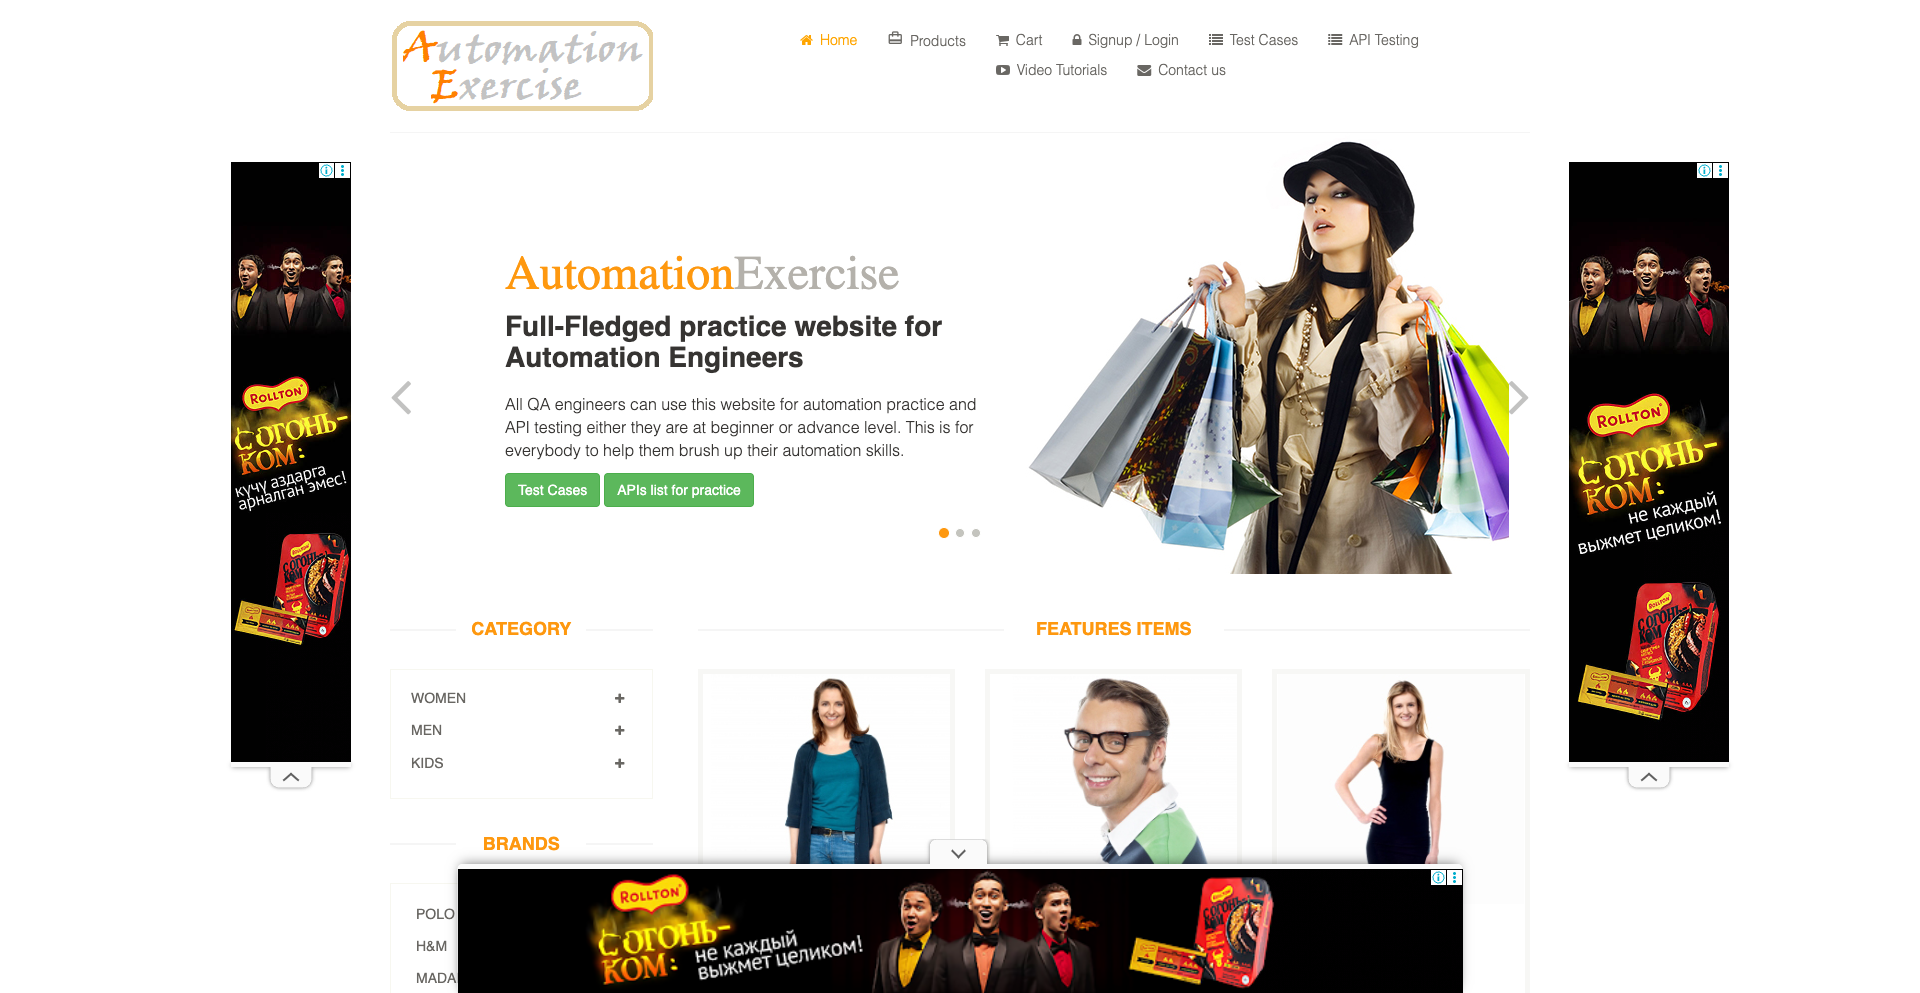 Automation
Exercise
Home
Products
Cart
Signup / Login
Test Cases
API Testing
Video Tutorials
Contact us
AutomationExercise
Full-Fledged practice website for
Automation Engineers
All QA engineers can use this website for automation practice and
API testing either they are at beginner or advance level. This is for
everybody to help them brush up their automation skills.
Test Cases
APIs list for practice
ROLLTON
С ОГОНЬ-
КОМ:
күчү аздарга
арналган эмес!
ROLLTON
С ОГОНЬ-
КОМ:
не каждый
выжмет целиком!
CATEGORY
WOMEN
MEN
KIDS
BRANDS
POLO
H&M
MADA
FEATURES ITEMS
ROLLTON
С ОГОНЬ-
КОМ:
не каждый
выжмет целиком!